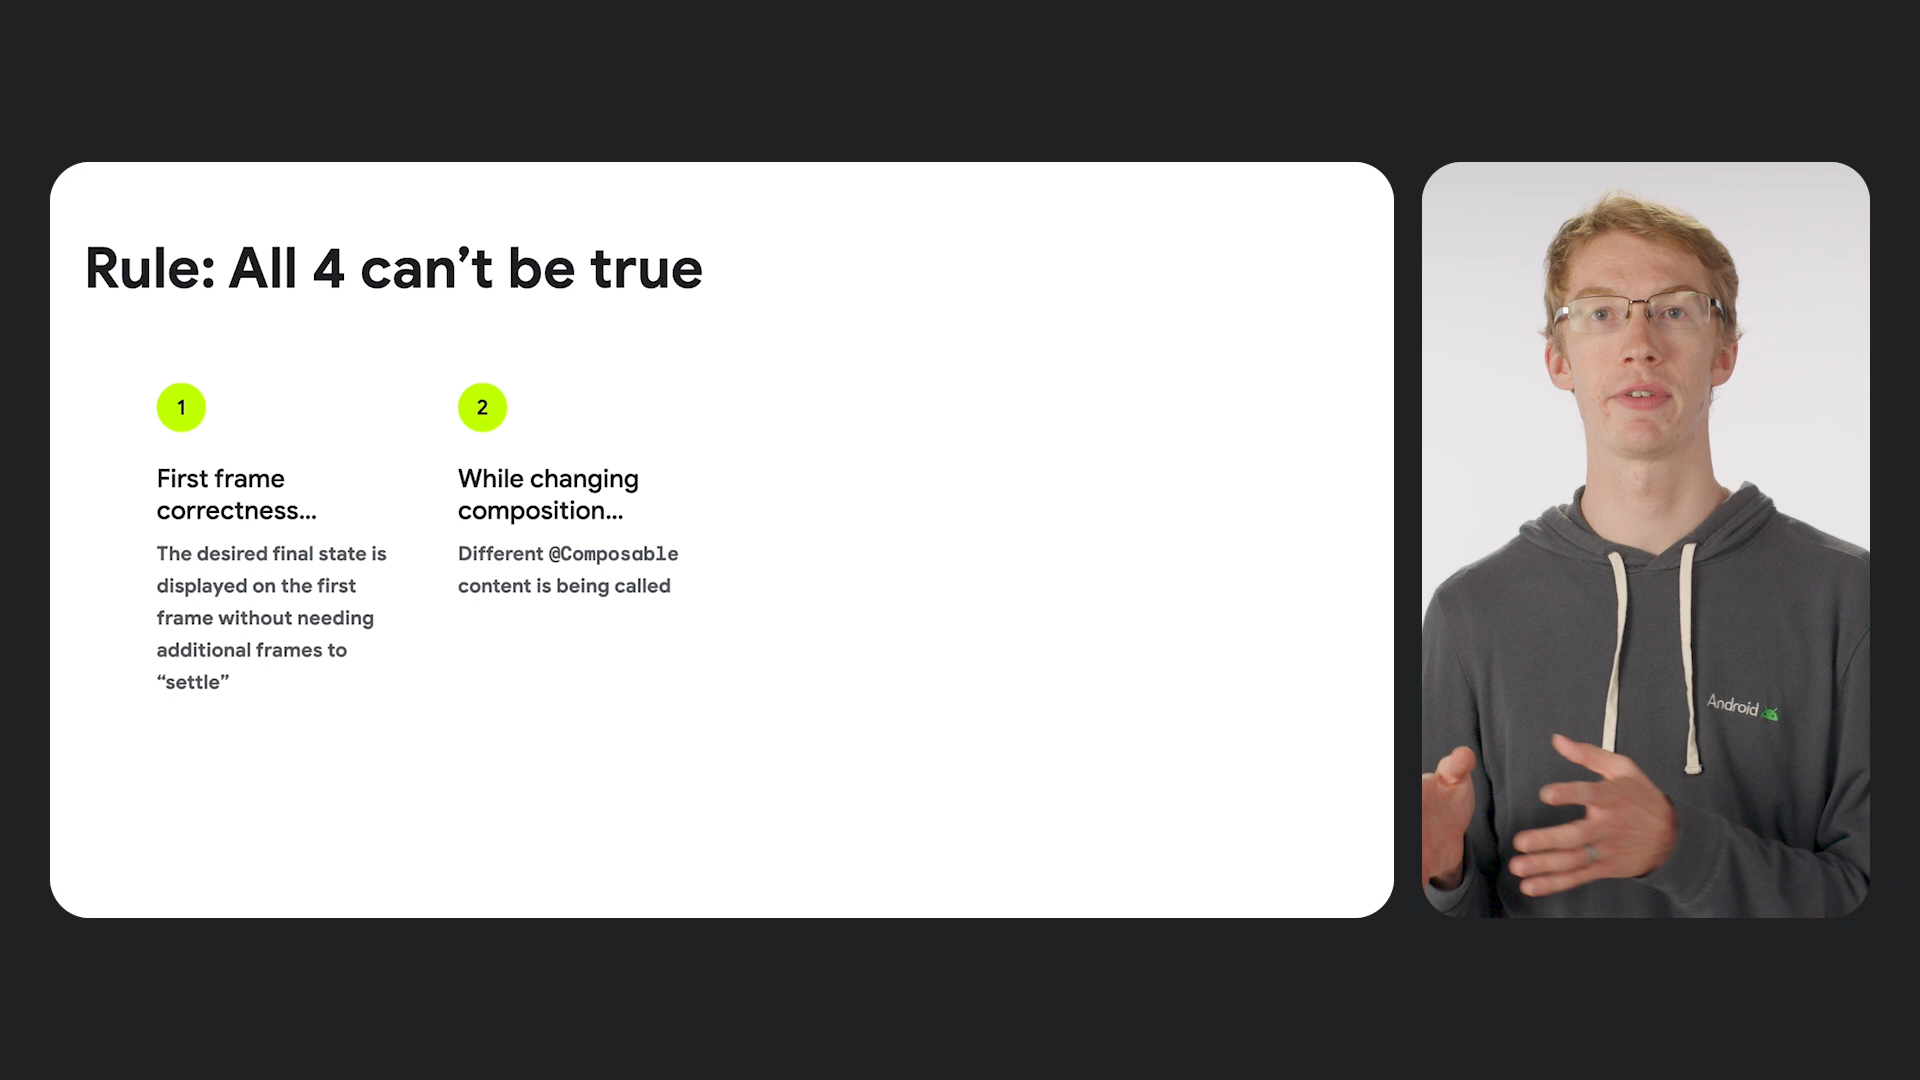 Rule: All 4 can’t be true
1
First frame
correctness...
The desired final state is
displayed on the first
frame without needing
additional frames to
“settle”
2
While changing
composition...
Different @Composable
content is being called
Android